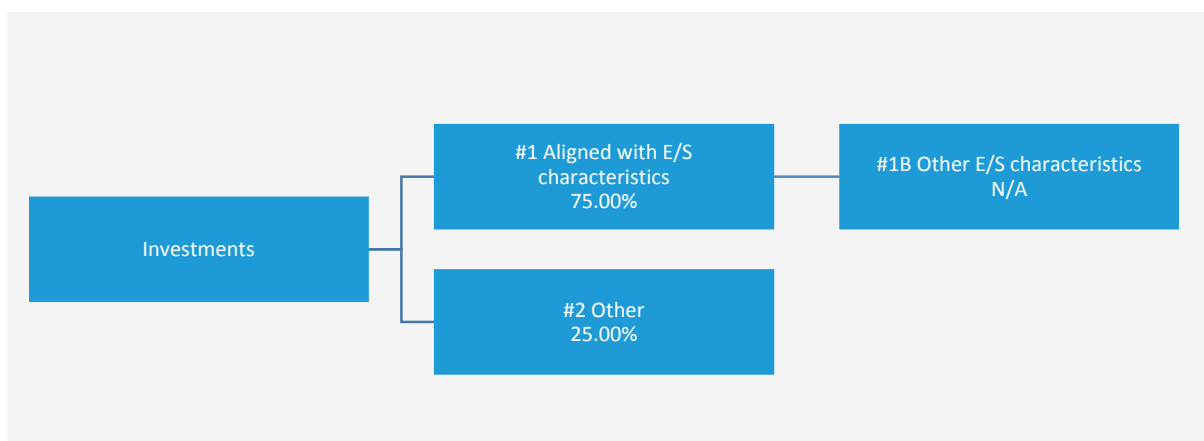 Investments
#1 Aligned with E/S
characteristics
75.00%
#1B Other E/S characteristics
N/A
#2 Other
25.00%